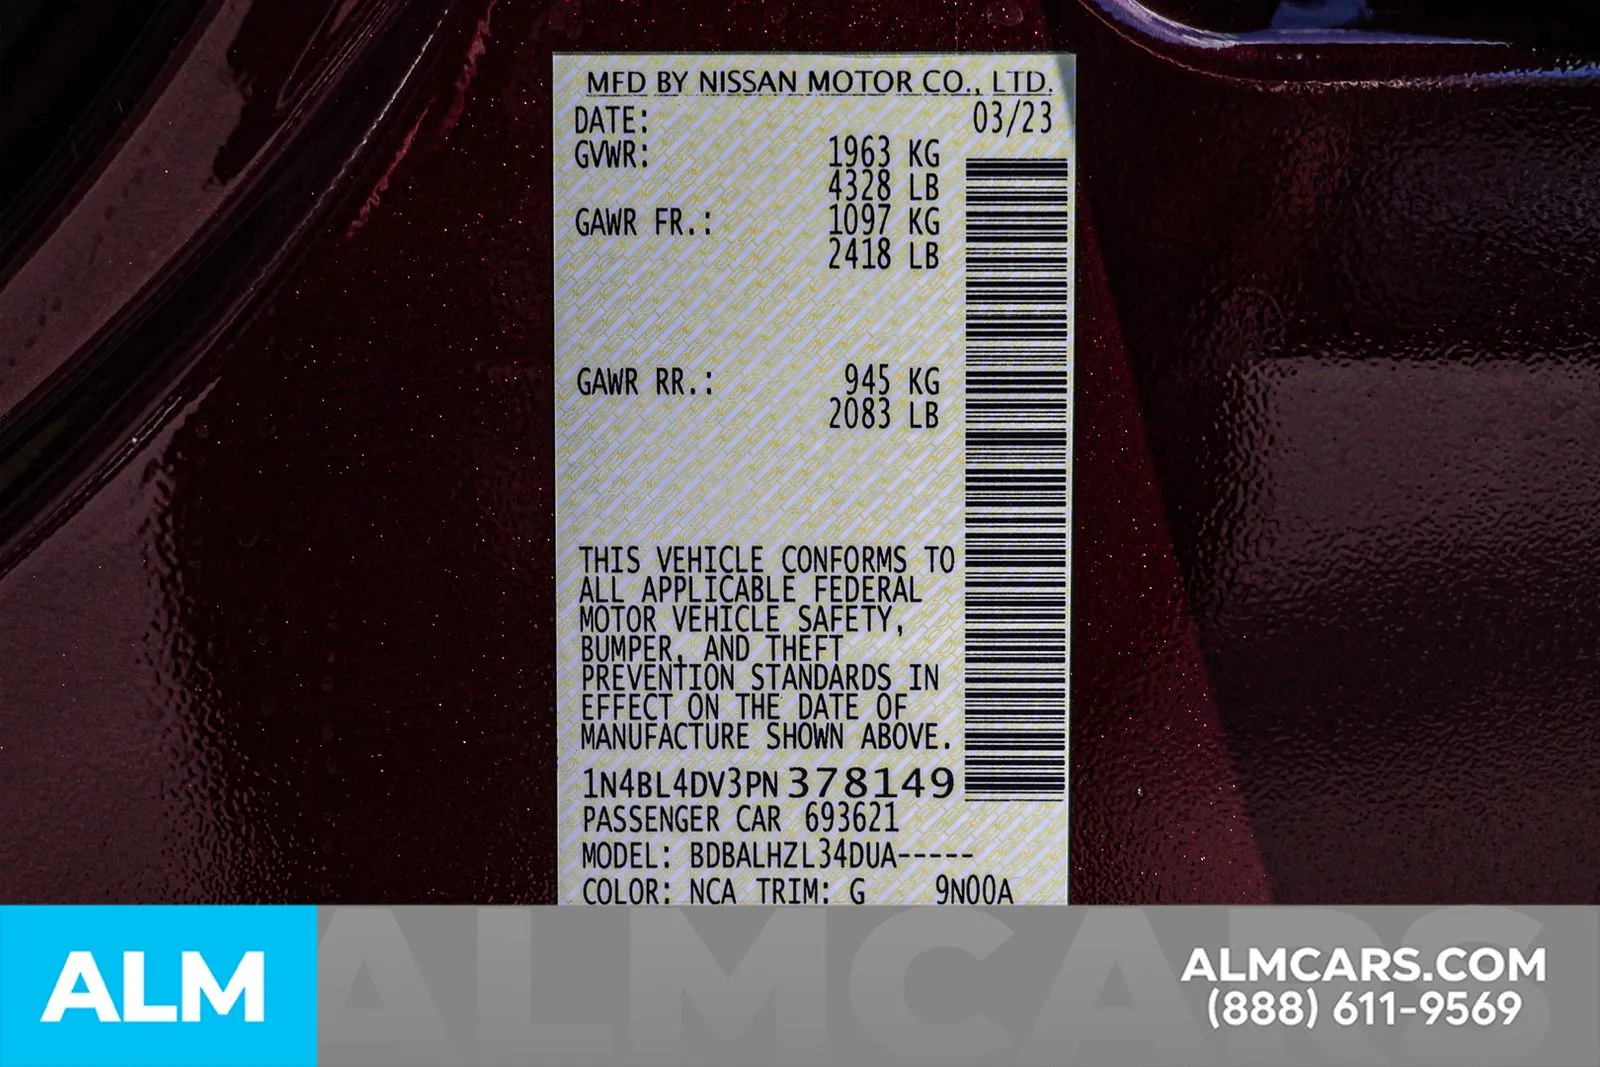 MFD BY NISSAN MOTOR CO., LTD.
DATE: 03/23
GVWR: 1963 KG
4328 LB
GAWR FR.: 1097 KG
2418 LB
GAWR RR.: 945 KG
2083 LB
THIS VEHICLE CONFORMS TO
ALL APPLICABLE FEDERAL
MOTOR VEHICLE SAFETY,
BUMPER, AND THEFT
PREVENTION STANDARDS IN
EFFECT ON THE DATE OF
MANUFACTURE SHOWN ABOVE.
1N4BL4DV3PN378149
PASSENGER CAR 693621
MODEL: BDBALHZL34DUA-----
COLOR: NCA TRIM: G 9N00A
ALM
ALMCARS
ALMCARS.COM
(888) 611-9569